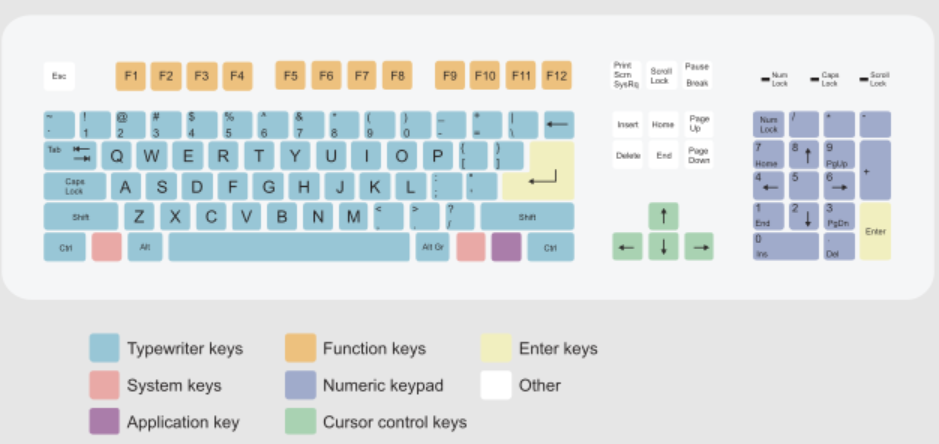 Esc F1 F2 F3 F4 F5 F6 F7 F8 F9 F10 F11 F12 Print Scrn SysRq Scroll Lock Pause Break Num Lock Caps Lock Scroll Lock
~ ! 1 @ 2 # 3 $ 4 % 5 ^ 6 & 7 * 8 ( 9 ) 0 _ - + = | \ ← Insert Home Page Up Num Lock / * -
Tab Q W E R T Y U I O P { [ } ] Delete End Page Down 7 Home 8 ↑ 9 PgUp +
Caps Lock A S D F G H J K L : ; 4 ← 5 6 →
Shift Z X C V B N M < , > . ? / Shift ↑ 1 End 2 ↓ 3 PgDn Enter
Ctrl Alt Alt Gr Ctrl ← ↓ → 0 Ins . Del
Typewriter keys Function keys Enter keys
System keys Numeric keypad Other
Application key Cursor control keys